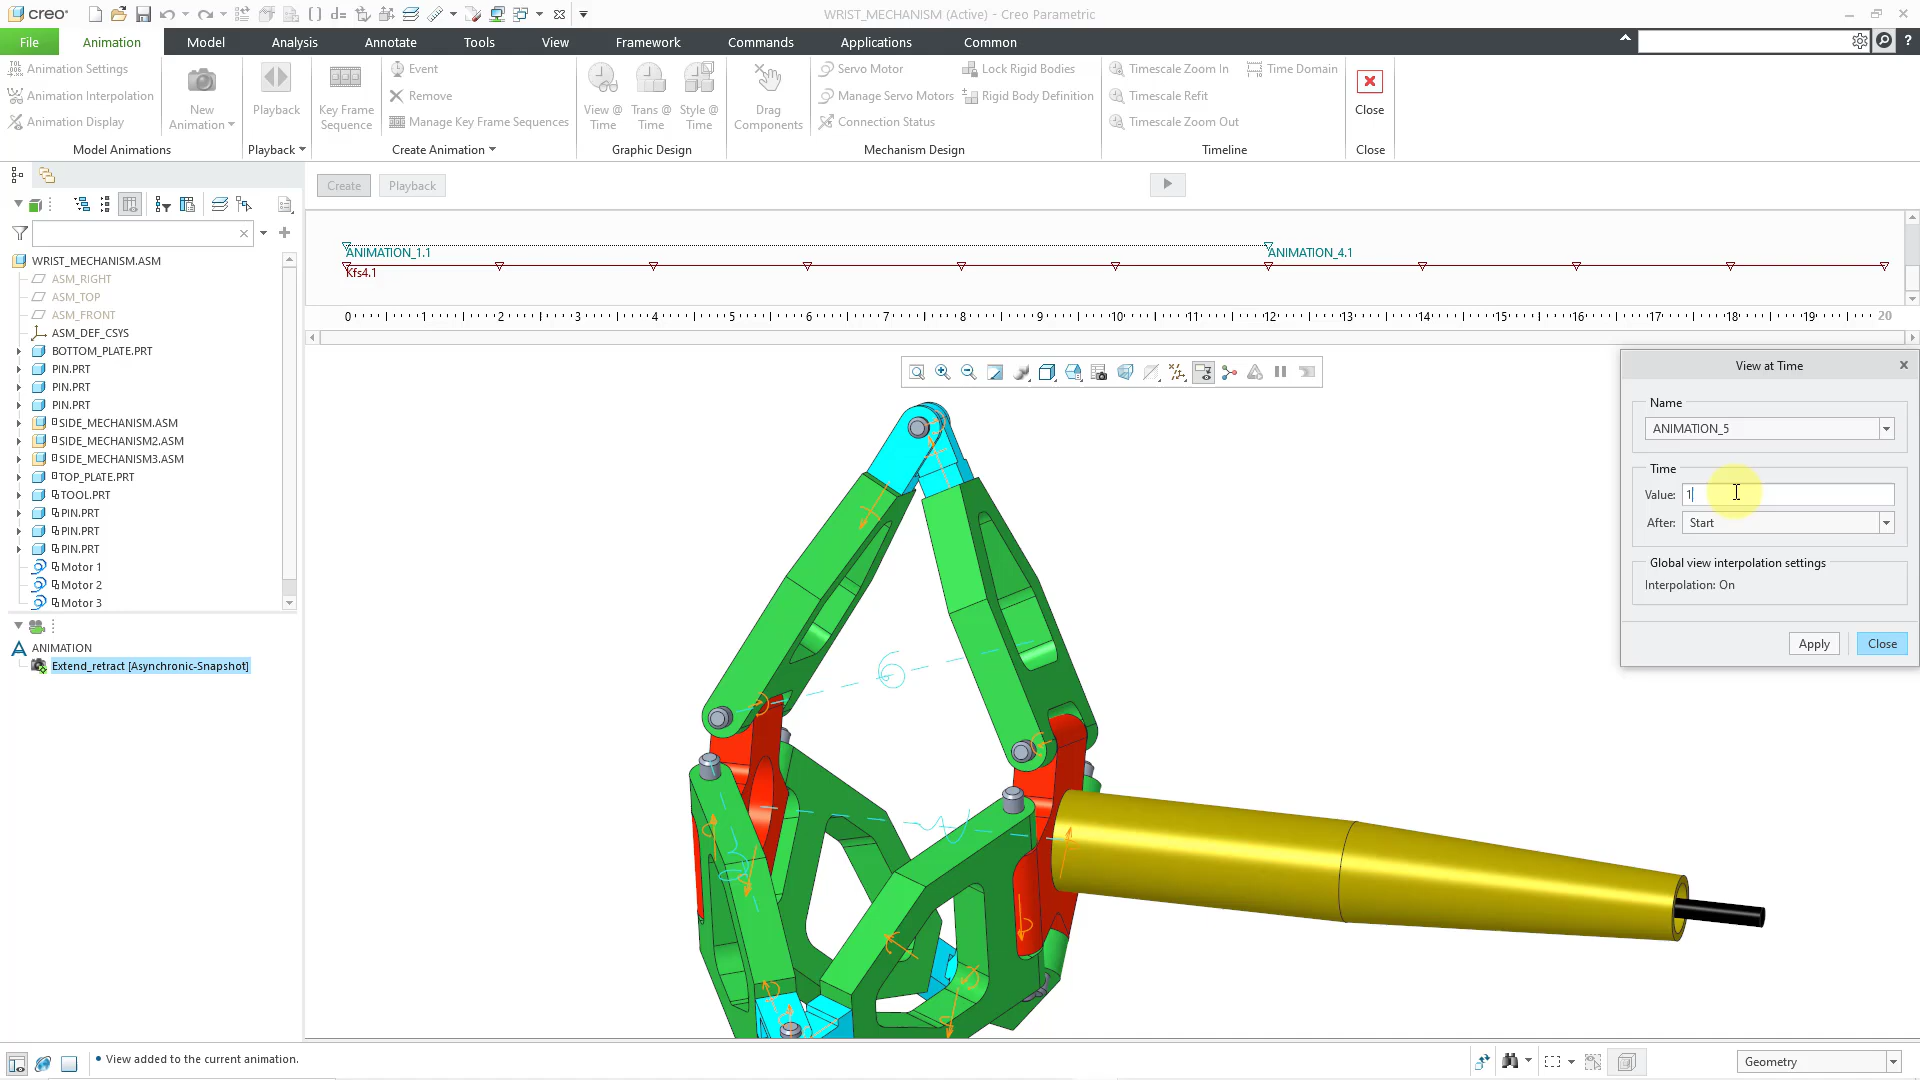 creo
WRIST_MECHANISM (Active) - Creo Parametric
File Animation Model Analysis Annotate Tools View Framework Model Commands Applications Common
Animation Settings
Animation Interpolation
Animation Display
New Animation
Model Animations
Playback
Playback
Key Frame Sequence
Event
Remove
Manage Key Frame Sequences
Create Animation
View @ Time
Trans @ Time
Style @ Time
Graphic Design
Drag Components
Servo Motor
Manage Servo Motors
Connection Status
Lock Rigid Bodies
Rigid Body Definition
Mechanism Design
Timescale Zoom In
Timescale Refit
Timescale Zoom Out
Time Domain
Timeline
Close
Close
Create Playback
ANIMATION_1.1 ANIMATION_4.1
Kfs4.1
0 1 2 3 4 5 6 7 8 9 10 11 12 13 14 15 16 17 18 19 20
WRIST_MECHANISM.ASM
ASM_RIGHT
ASM_TOP
ASM_FRONT
ASM_DEF_CSYS
BOTTOM_PLATE.PRT
PIN.PRT
PIN.PRT
PIN.PRT
SIDE_MECHANISM.ASM
SIDE_MECHANISM2.ASM
SIDE_MECHANISM3.ASM
TOP_PLATE.PRT
TOOL.PRT
PIN.PRT
PIN.PRT
PIN.PRT
Motor 1
Motor 2
Motor 3
ANIMATION
Extend_retract [Asynchronic-Snapshot]
View at Time
Name
ANIMATION_5
Time
Value: 1
After: Start
Global view interpolation settings
Interpolation: On
Apply Close
View added to the current animation.
Geometry